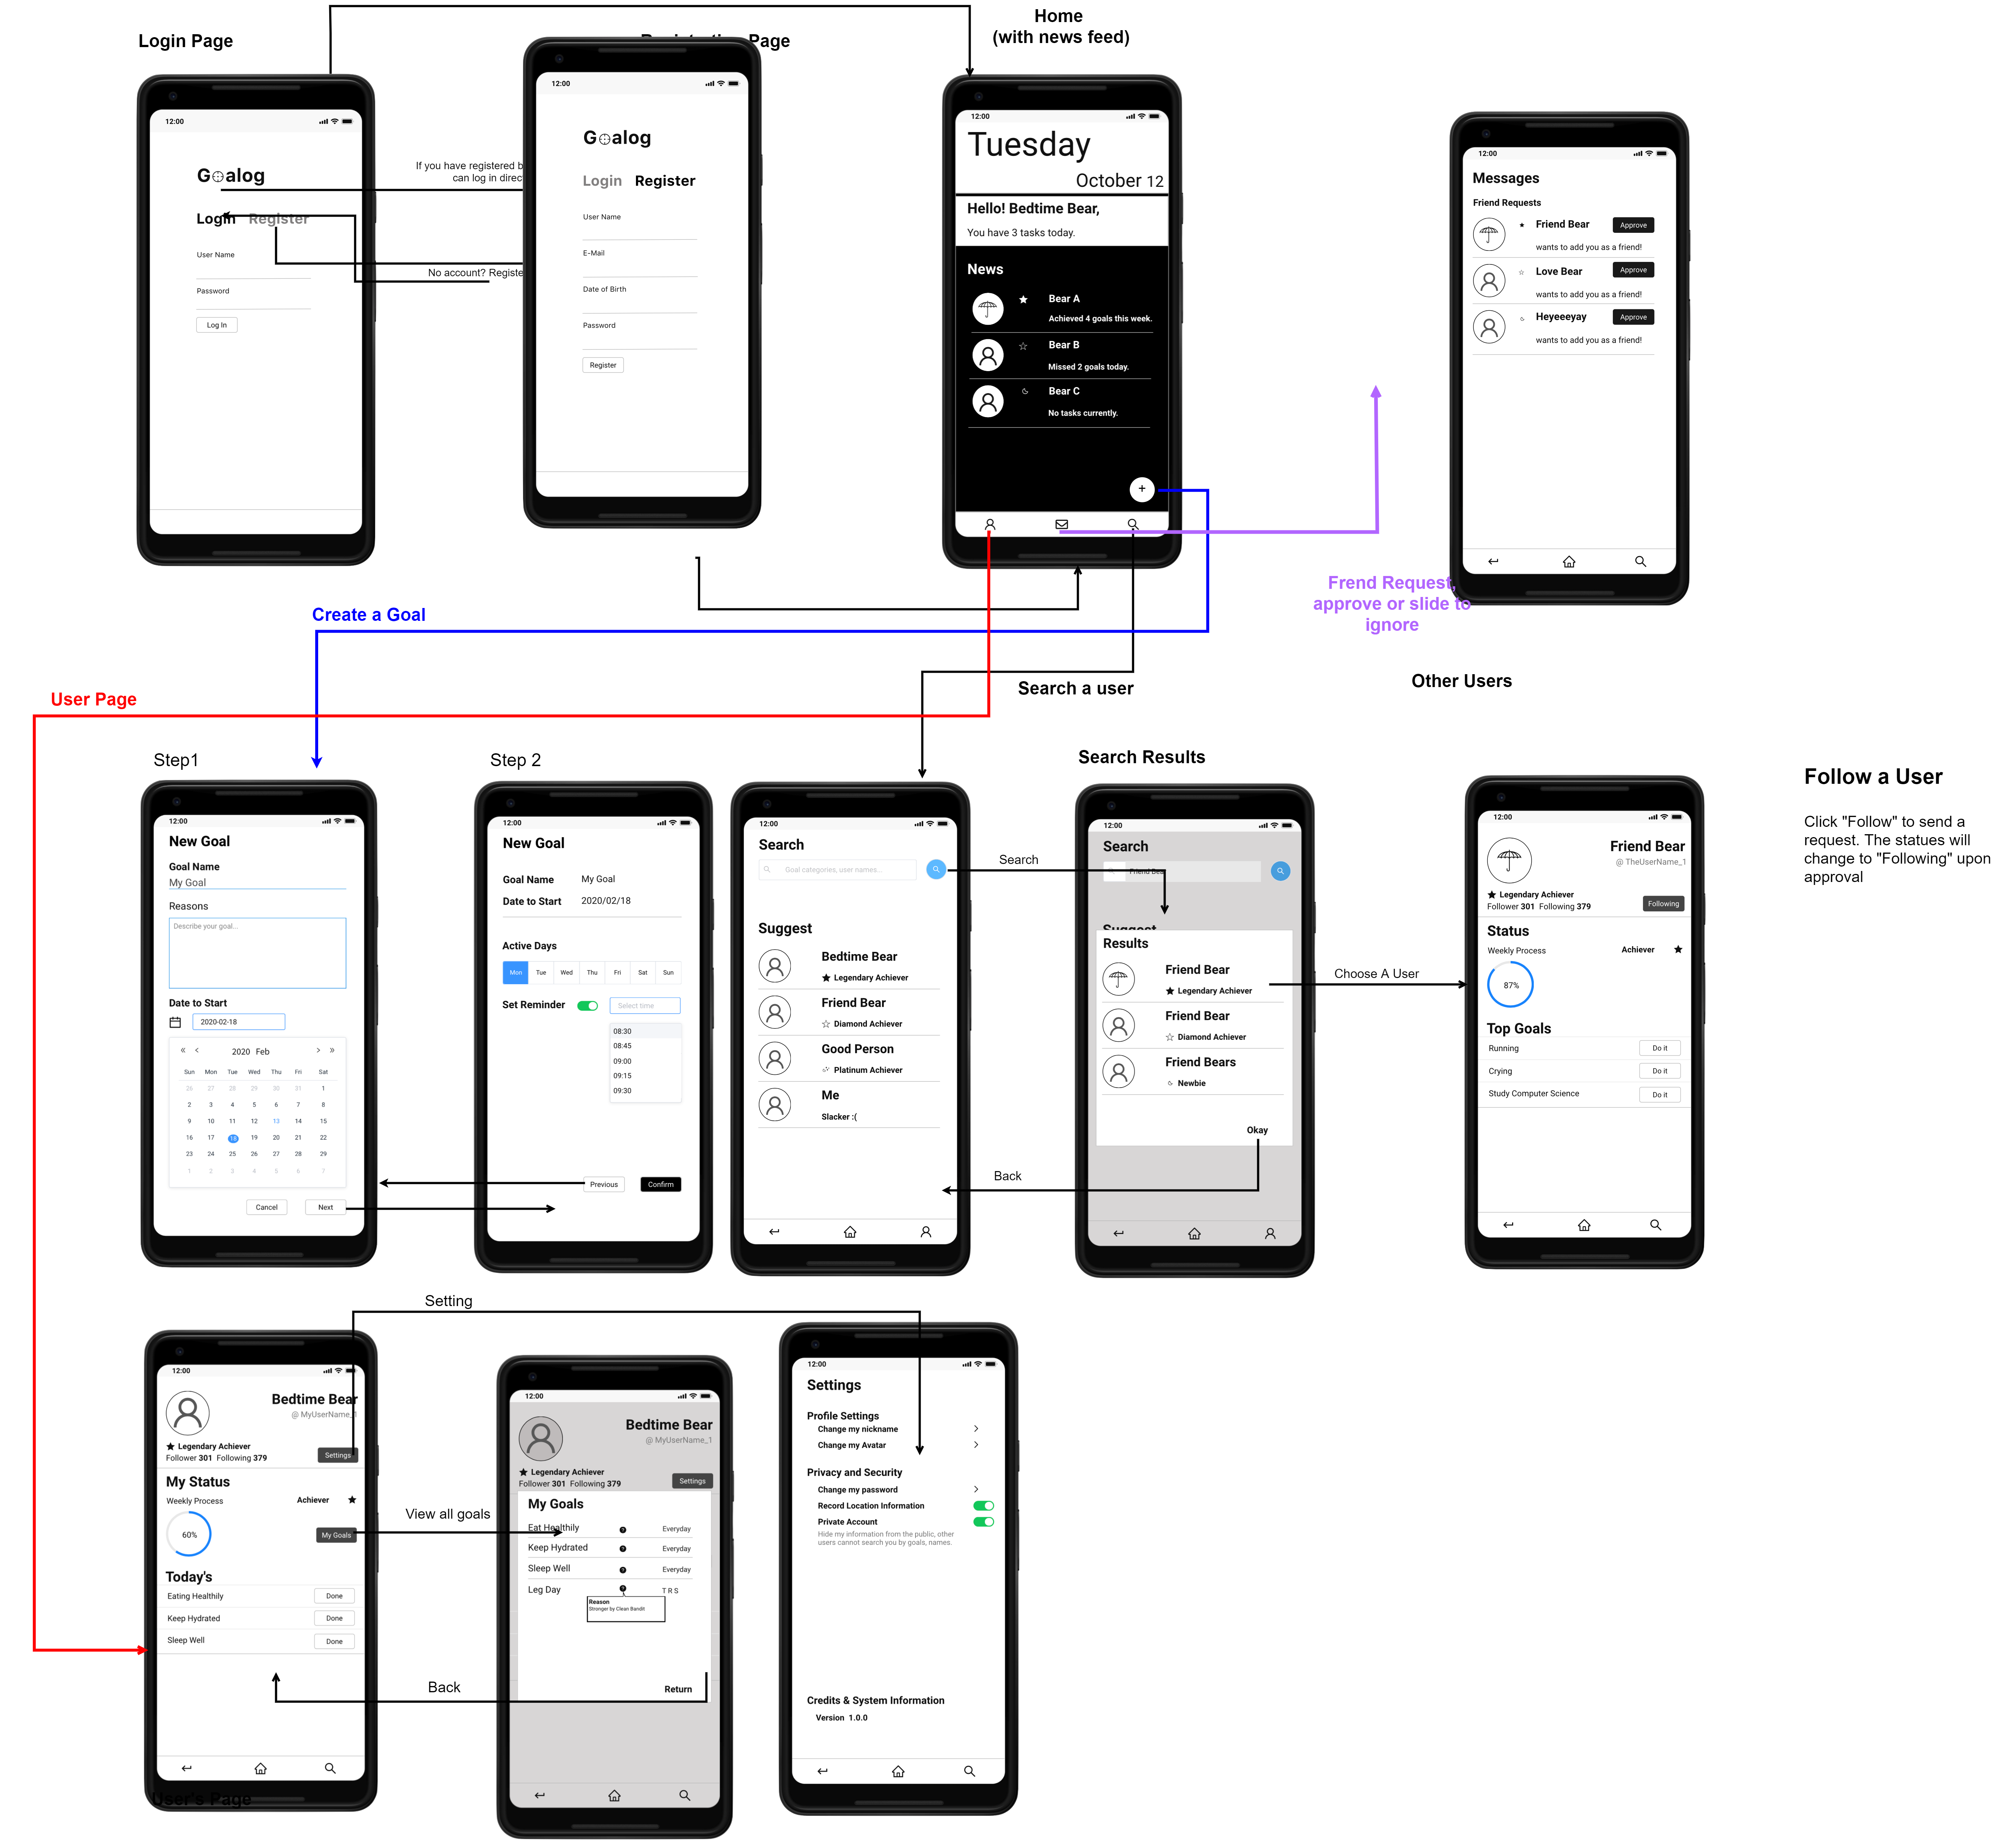 Login Page
Page
Home
(with news feed)
12:00
Goalog
Login Register
User Name
Password
Log In
If you have registered b
can log in direc
No account? Registe
12:00
Goalog
Login Register
User Name
E-Mail
Date of Birth
Password
Register
12:00
Tuesday
October 12
Hello! Bedtime Bear,
You have 3 tasks today.
News
Bear A
Achieved 4 goals this week.
Bear B
Missed 2 goals today.
Bear C
No tasks currently.
+
12:00
Messages
Friend Requests
Friend Bear
Approve
wants to add you as a friend!
Love Bear
Approve
wants to add you as a friend!
Heyeeeyay
Approve
wants to add you as a friend!
Frend Request,
approve or slide to
ignore
Create a Goal
User Page
Search a user
Other Users
Step1
12:00
New Goal
Goal Name
My Goal
Reasons
Describe your goal...
Date to Start
2020-02-18
« < 2020 Feb > »
Sun Mon Tue Wed Thu Fri Sat
26 27 28 29 30 31 1
2 3 4 5 6 7 8
9 10 11 12 13 14 15
16 17 18 19 20 21 22
23 24 25 26 27 28 29
1 2 3 4 5 6 7
Cancel Next
Step 2
12:00
New Goal
Goal Name My Goal
Date to Start 2020/02/18
Active Days
Mon Tue Wed Thu Fri Sat Sun
Set Reminder Select time
08:30
08:45
09:00
09:15
09:30
Previous Confirm
12:00
Search
Goal categories, user names...
Suggest
Bedtime Bear
Legendary Achiever
Friend Bear
Diamond Achiever
Good Person
Platinum Achiever
Me
Slacker :(
Search
Back
Search Results
12:00
Search
Friend Bear
Suggest
Results
Friend Bear
Legendary Achiever
Friend Bear
Diamond Achiever
Friend Bears
Newbie
Okay
Choose A User
12:00
Friend Bear
@ TheUserName_1
Legendary Achiever
Follower 301 Following 379
Following
Status
Weekly Process
Achiever
87%
Top Goals
Running Do it
Crying Do it
Study Computer Science Do it
Follow a User
Click "Follow" to send a
request. The statues will
change to "Following" upon
approval
Setting
12:00
Bedtime Bear
@ MyUserName_1
Legendary Achiever
Follower 301 Following 379
Settings
My Status
Weekly Process
Achiever
60%
My Goals
Today's
Eating Healthily Done
Keep Hydrated Done
Sleep Well Done
User's Page
View all goals
Back
12:00
Bedtime Bear
@ MyUserName_1
Legendary Achiever
Follower 301 Following 379
Settings
My Goals
Eat Healthily Everyday
Keep Hydrated Everyday
Sleep Well Everyday
Leg Day T R S
Reason
Stronger by Clean Bandit
Return
12:00
Settings
Profile Settings
Change my nickname
Change my Avatar
Privacy and Security
Change my password
Record Location Information
Private Account
Hide my information from the public, other
users cannot search you by goals, names.
Credits & System Information
Version 1.0.0